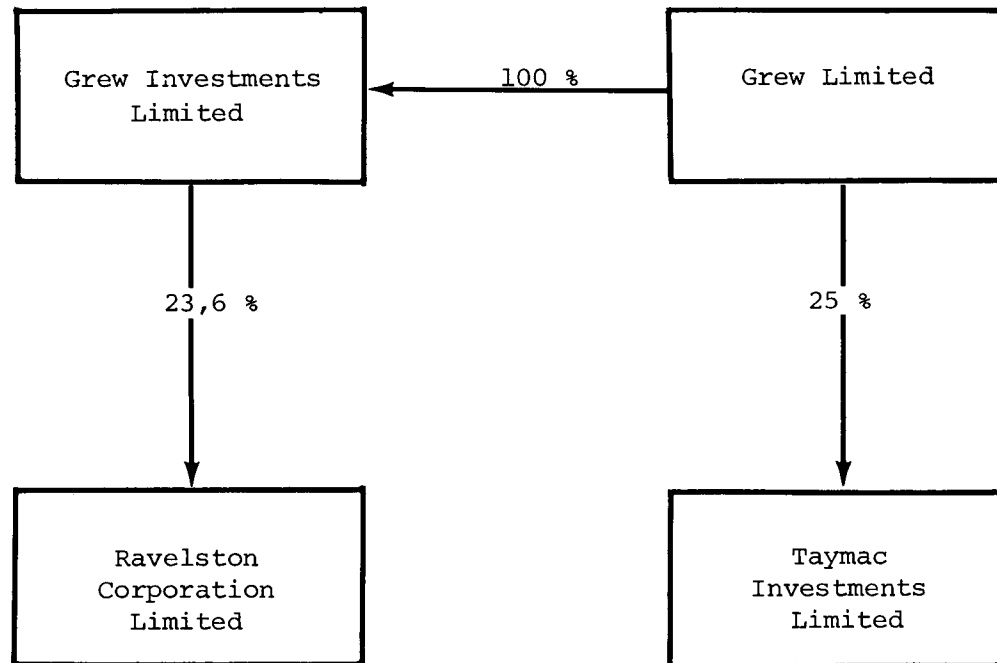 Grew Investments
Limited
100 %
Grew Limited
23,6 %
25 %
Ravelston
Corporation
Limited
Taymac
Investments
Limited